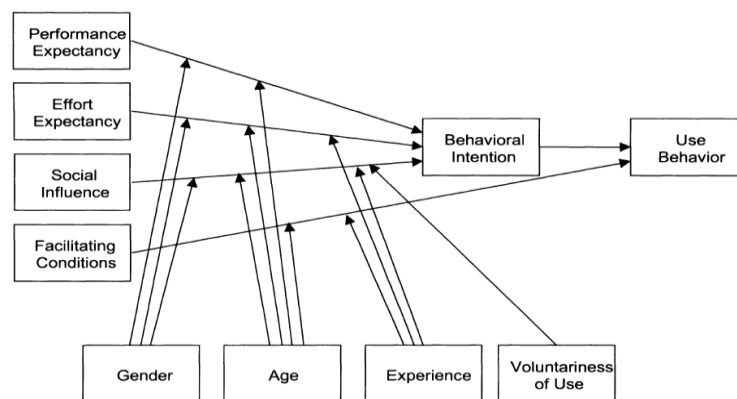 Performance
Expectancy
Effort
Expectancy
Social
Influence
Facilitating
Conditions
Behavioral
Intention
Use
Behavior
Gender
Age
Experience
Voluntariness
of Use